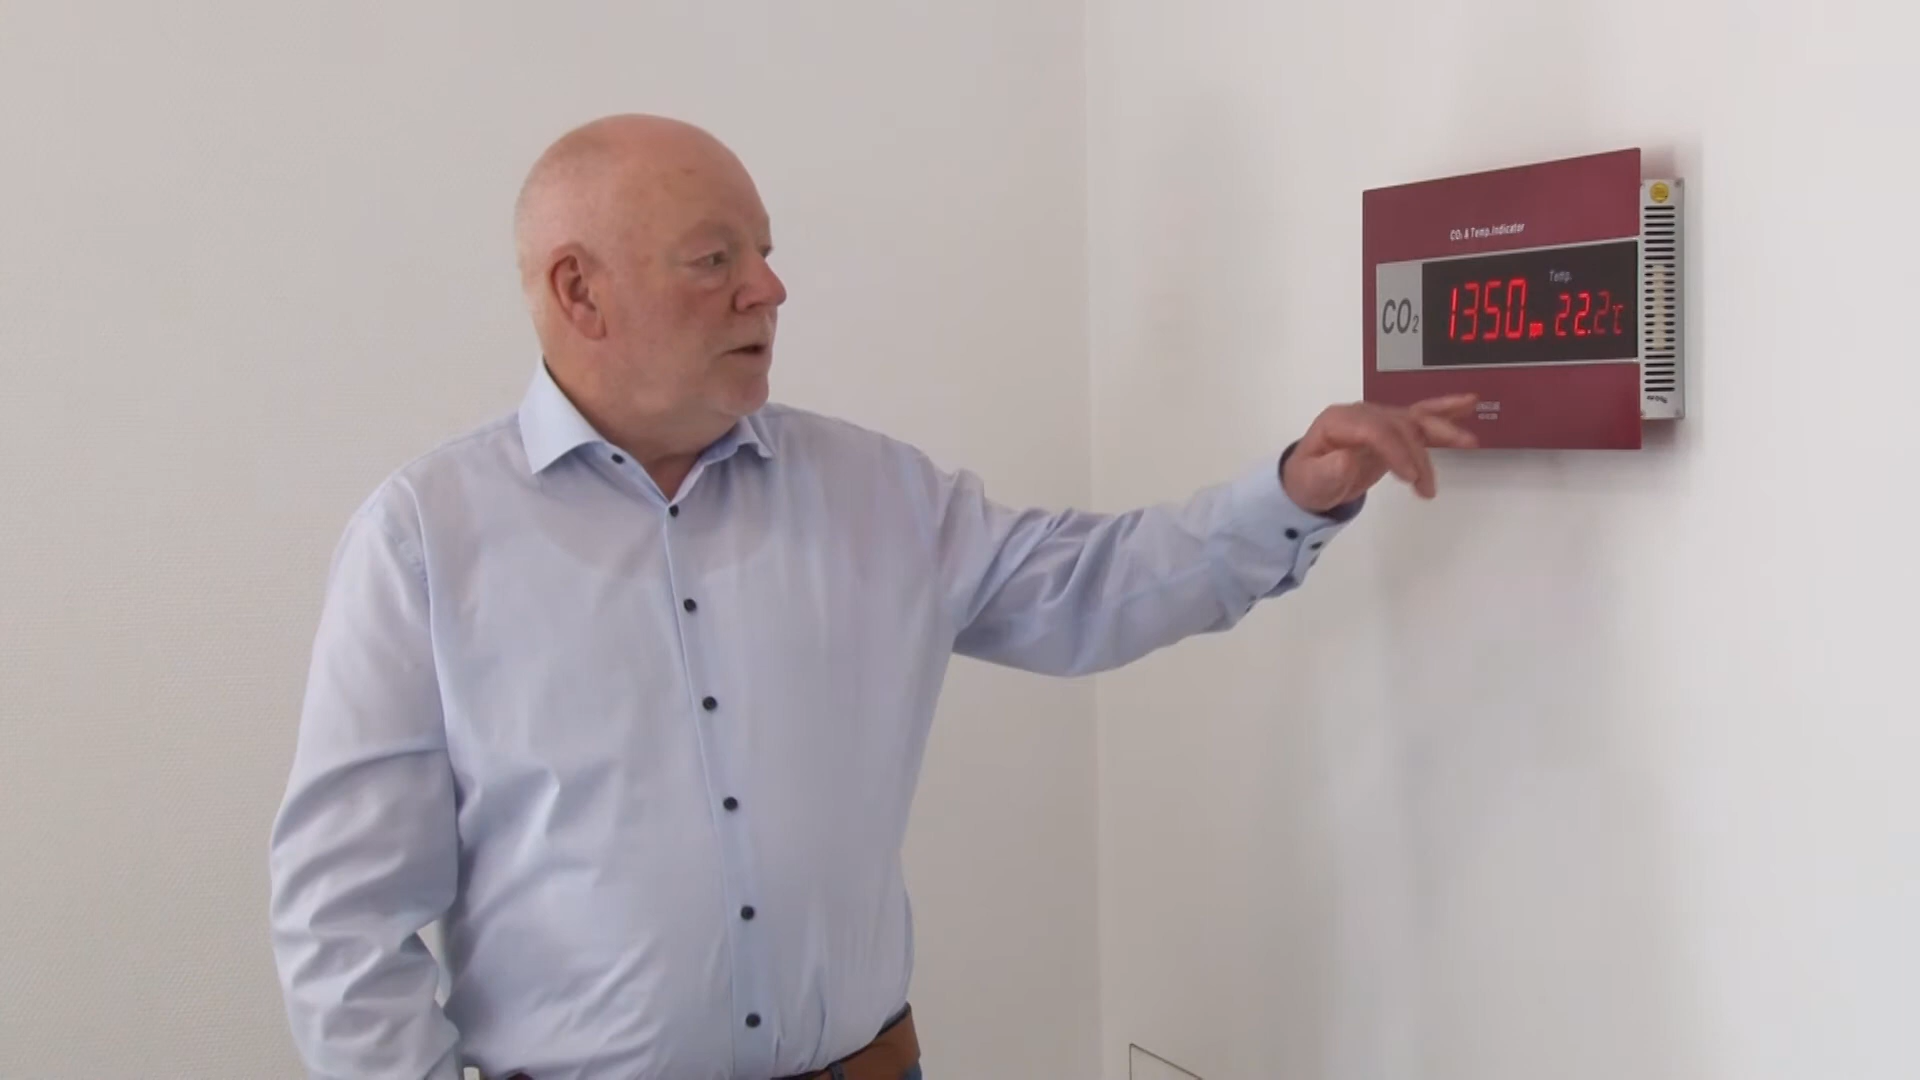 CO₂ & Temp.Indicator
Temp.
CO₂ 1350 ppm 22.2°C